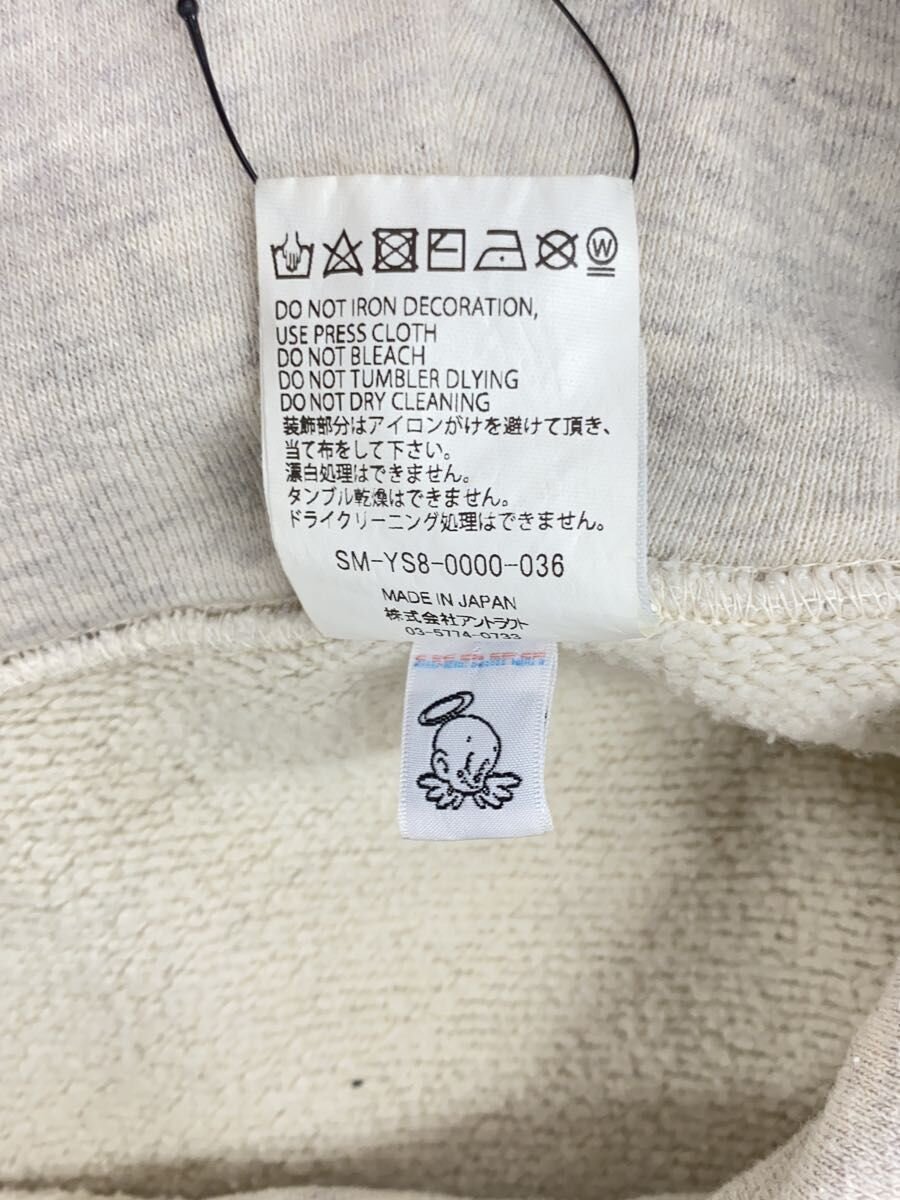 W
DO NOT IRON DECORATION,
USE PRESS CLOTH
DO NOT BLEACH
DO NOT TUMBLER DLYING
DO NOT DRY CLEANING
装飾部分はアイロンがけを避けて頂き、
当て布をして下さい。
漂白処理はできません。
タンブル乾燥はできません。
ドライクリーニング処理はできません。
SM-YS8-0000-036
MADE IN JAPAN
株式会社アントラクト
03-5774-0733